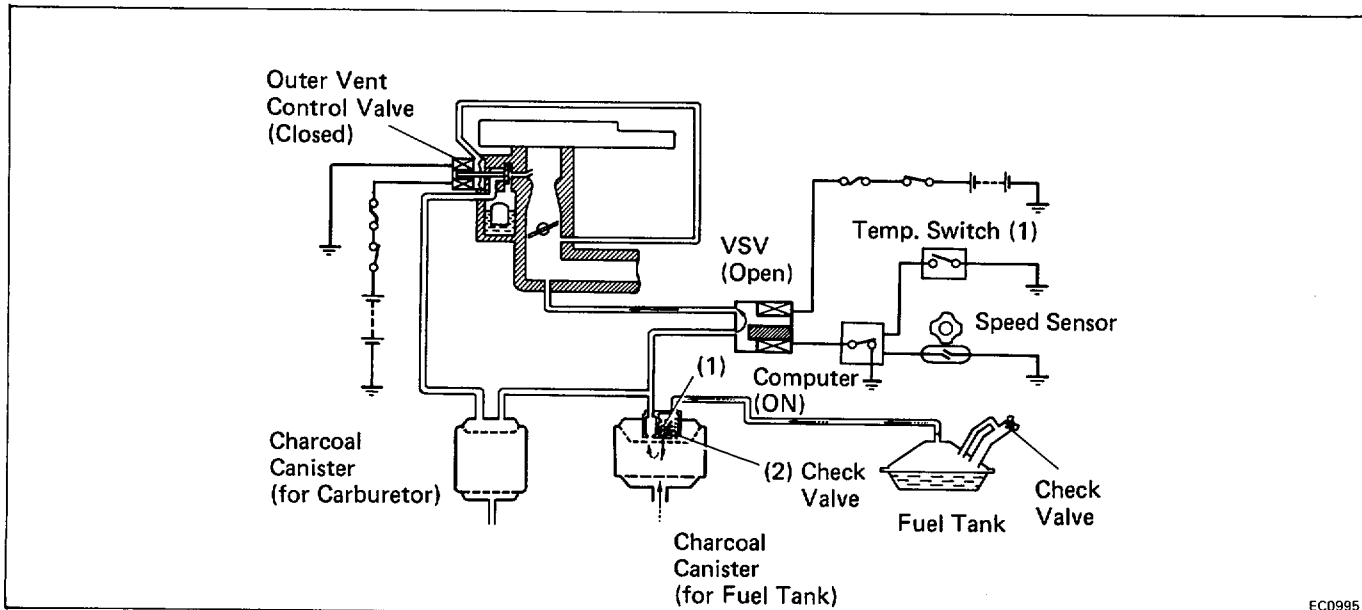 Outer Vent
Control Valve
(Closed)
VSV
(Open)
Temp. Switch (1)
Speed Sensor
Computer
(ON)
(1)
(2) Check
Valve
Charcoal
Canister
(for Carburetor)
Charcoal
Canister
(for Fuel Tank)
Fuel Tank
Check
Valve
EC0995